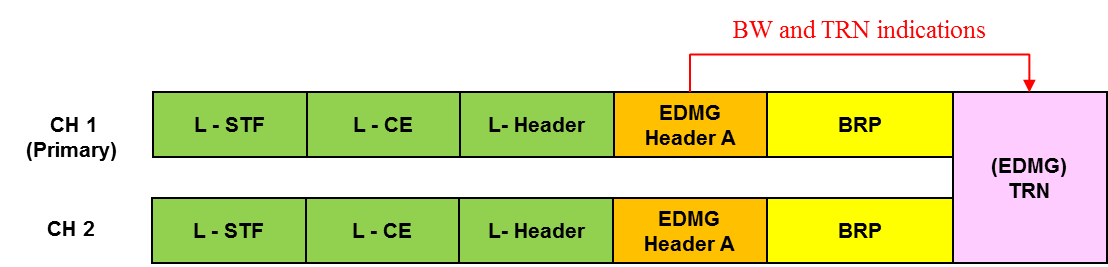 BW and TRN indications
CH 1
(Primary)
L - STF
L - CE
L- Header
EDMG
Header A
BRP
(EDMG)
TRN
CH 2
L - STF
L - CE
L- Header
EDMG
Header A
BRP